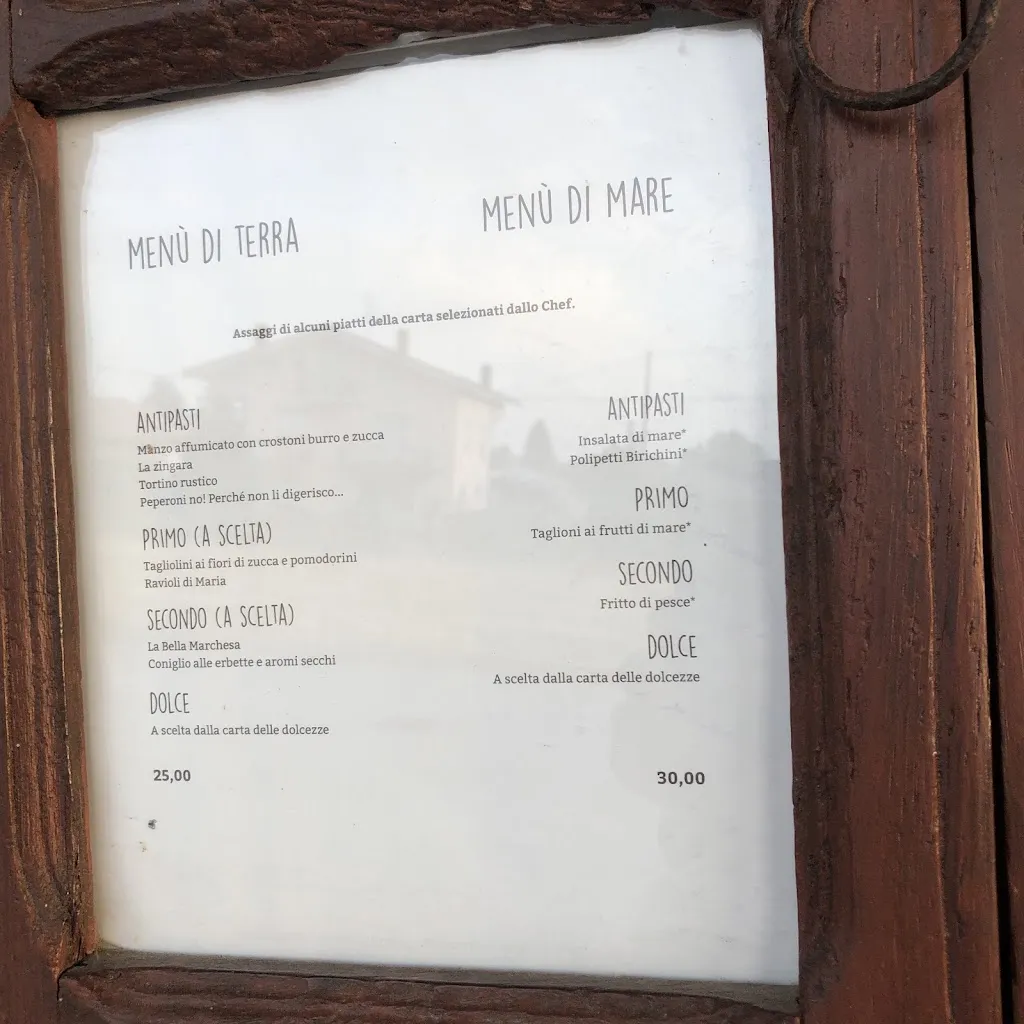 MENÙ DI TERRA
MENÙ DI MARE
Assaggi di alcuni piatti della carta selezionati dallo Chef.
ANTIPASTI
Manzo affumicato con crostoni burro e zucca
La zingara
Tortino rustico
Peperoni no! Perché non li digerisco...
PRIMO (A SCELTA)
Tagliolini ai fiori di zucca e pomodorini
Ravioli di Maria
SECONDO (A SCELTA)
La Bella Marchesa
Coniglio alle erbette e aromi secchi
DOLCE
A scelta dalla carta delle dolcezze
25,00
ANTIPASTI
Insalata di mare*
Polipetti Birichini*
PRIMO
Taglioni ai frutti di mare*
SECONDO
Fritto di pesce*
DOLCE
A scelta dalla carta delle dolcezze
30,00